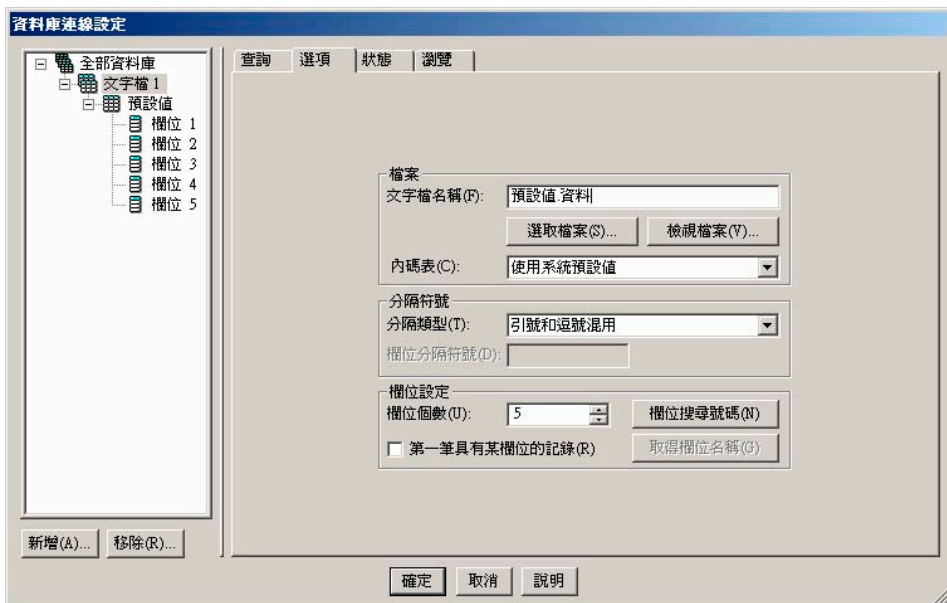 資料庫連線設定
全部資料庫
文字檔 1
預設值
欄位 1
欄位 2
欄位 3
欄位 4
欄位 5
新增(A)...
移除(R)...
查詢
選項
狀態
瀏覽
檔案
文字檔名稱(F):
預設值.資料
選取檔案(S)...
檢視檔案(V)...
內碼表(C):
使用系統預設值
分隔符號
分隔類型(T):
引號和逗號混用
欄位分隔符號(D):
欄位設定
欄位個數(U):
5
欄位搜尋號碼(N)
第一筆具有某欄位的記錄(R)
取得欄位名稱(G)
確定
取消
說明